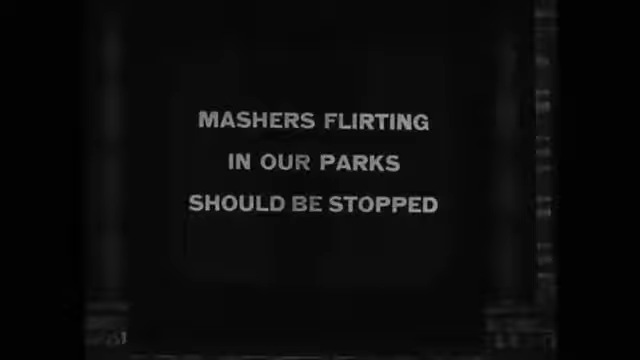 MASHERS FLIRTING
IN OUR PARKS
SHOULD BE STOPPED